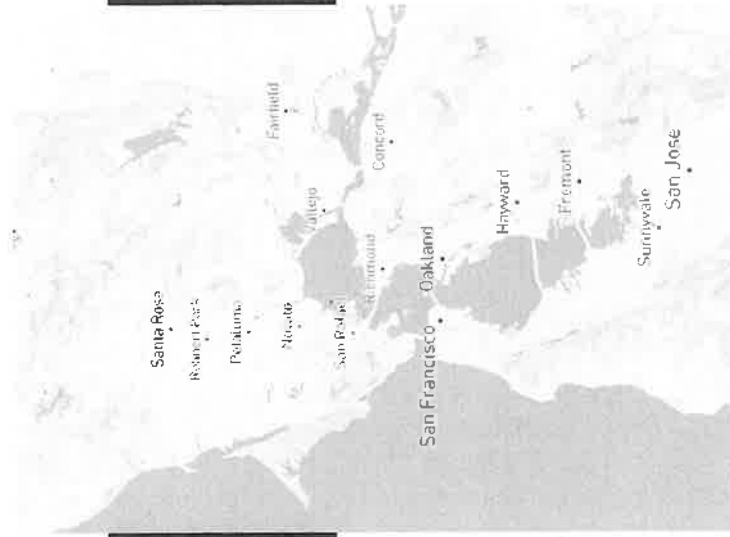 Santa Rosa
Rohnert Park
Petaluma
Novato
San Rafael
Fairfield
Vallejo
Richmond
Concord
San Francisco
Oakland
Hayward
Fremont
Sunnyvale
San Jose